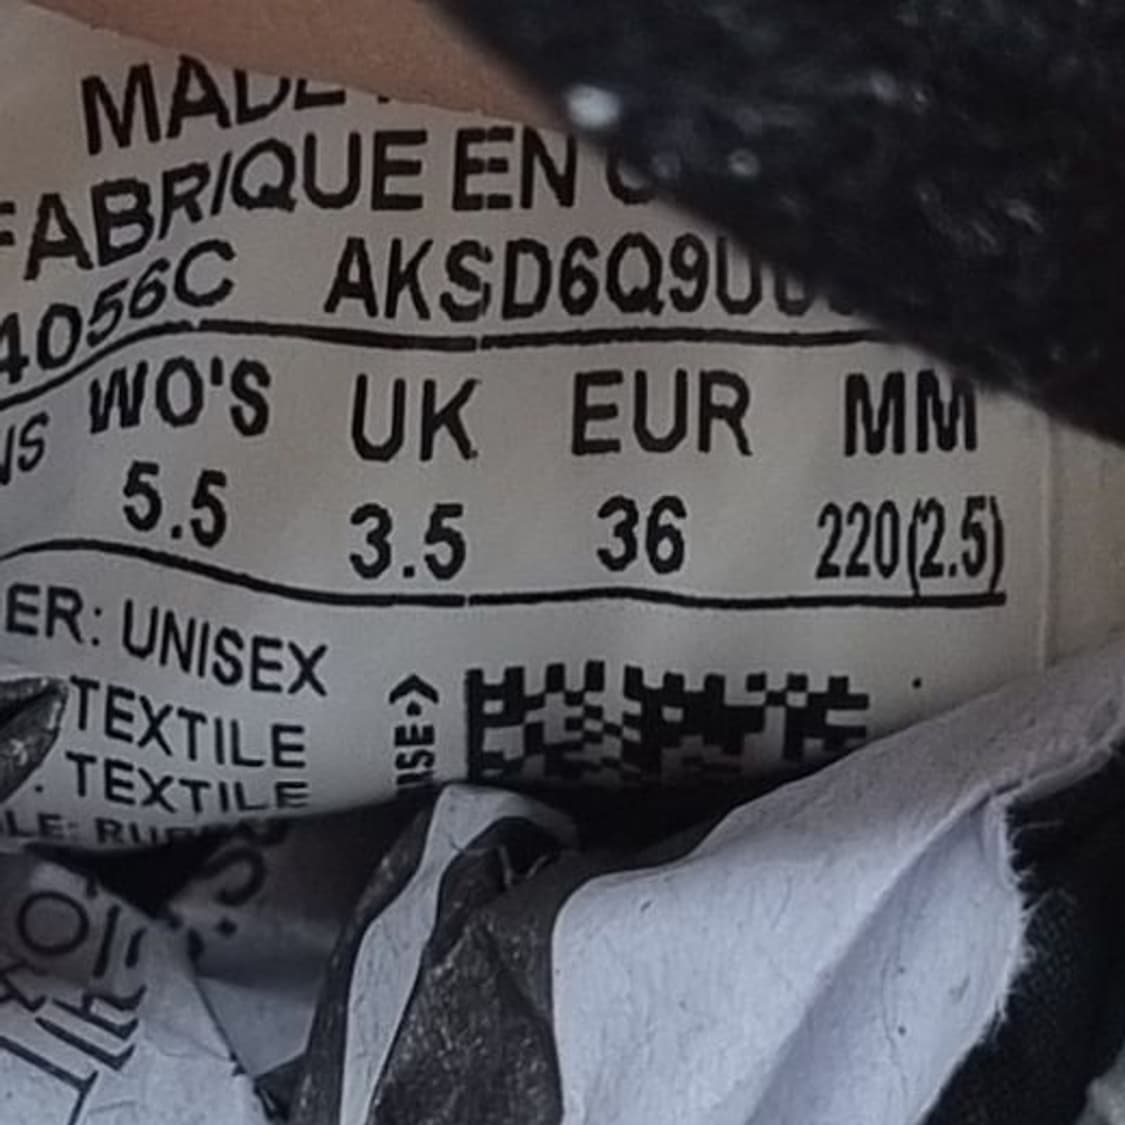 FABRIQUE EN
4056C AKSD6Q9U
WO'S UK EUR MM
5.5 3.5 36 220(2.5)
ER: UNISEX
TEXTILE
. TEXTILE